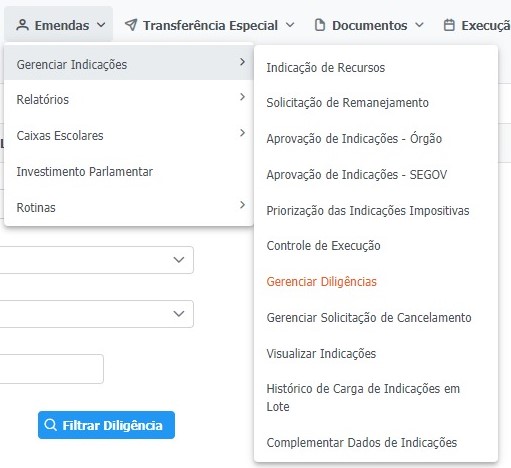 Emendas
Transferência Especial
Documentos
Execuçã
Gerenciar Indicações
Relatórios
Caixas Escolares
Investimento Parlamentar
Rotinas
Indicação de Recursos
Solicitação de Remanejamento
Aprovação de Indicações - Órgão
Aprovação de Indicações - SEGOV
Priorização das Indicações Impositivas
Controle de Execução
Gerenciar Diligências
Gerenciar Solicitação de Cancelamento
Visualizar Indicações
Histórico de Carga de Indicações em
Lote
Complementar Dados de Indicações
Filtrar Diligência